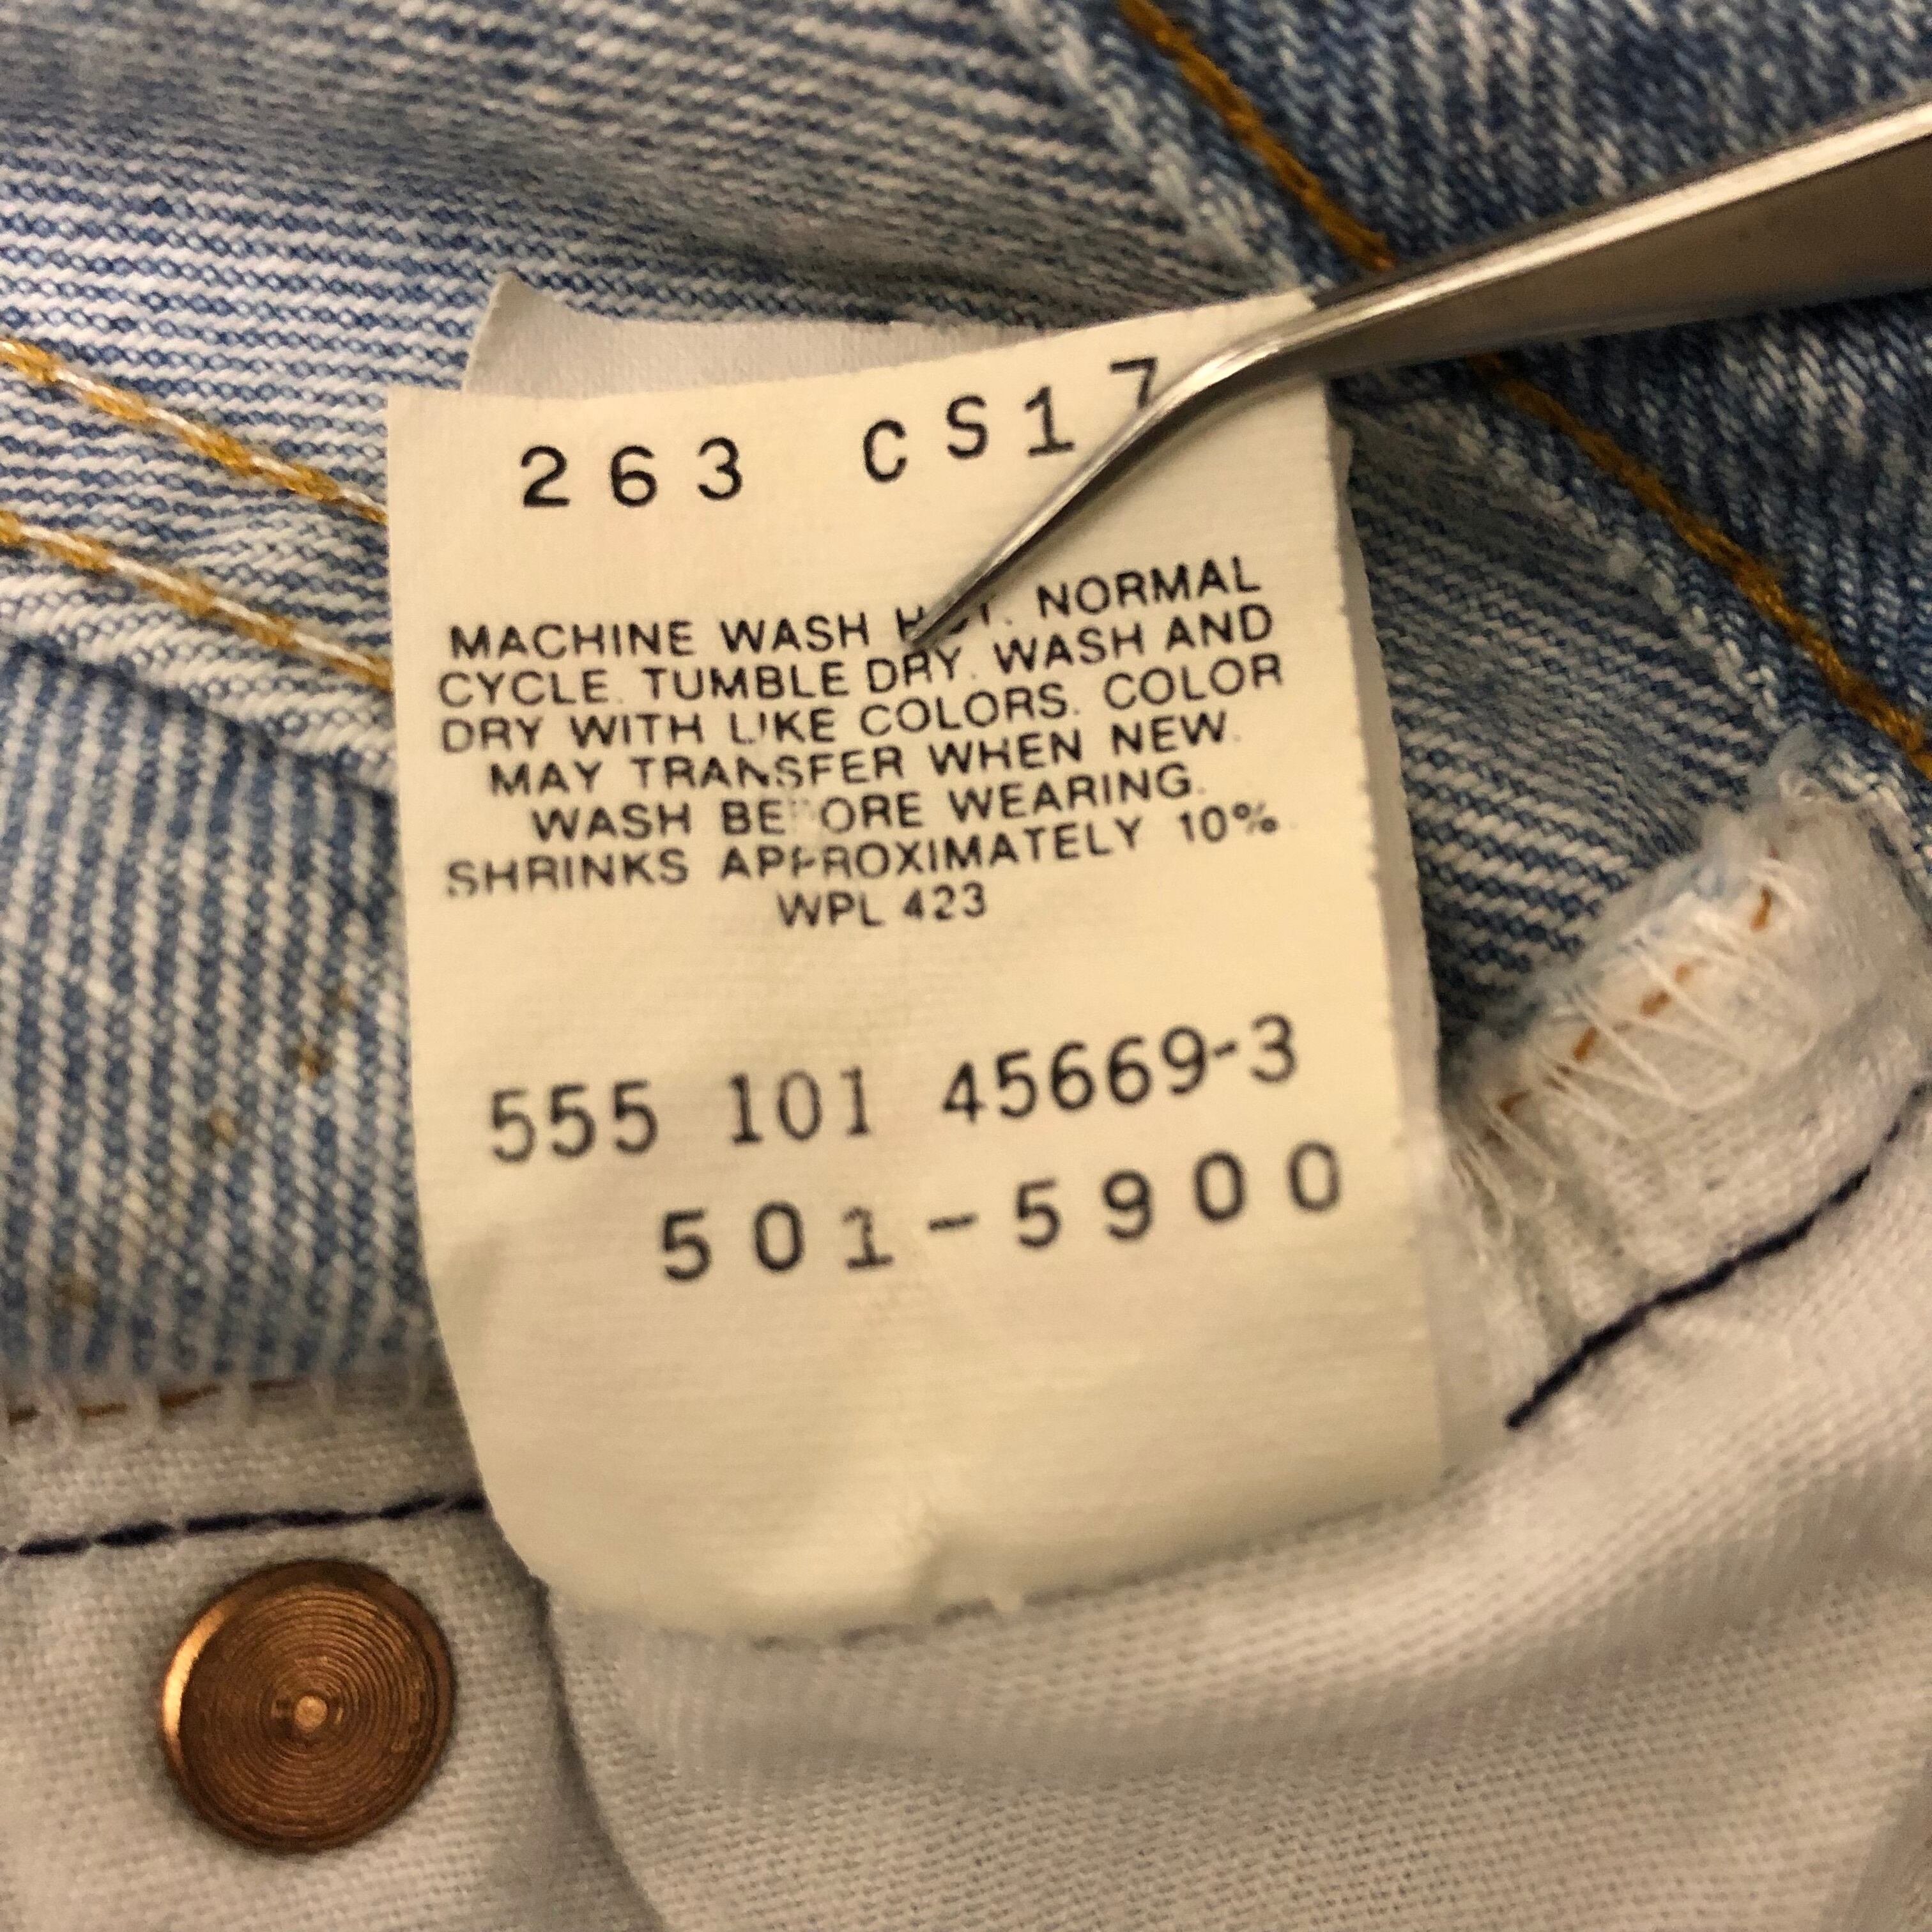 263 CS17
MACHINE WASH HOT. NORMAL
CYCLE. TUMBLE DRY. WASH AND
DRY WITH LIKE COLORS. COLOR
MAY TRANSFER WHEN NEW.
WASH BEFORE WEARING.
SHRINKS APPROXIMATELY 10%
WPL 423
555 101 45669-3
501-5900